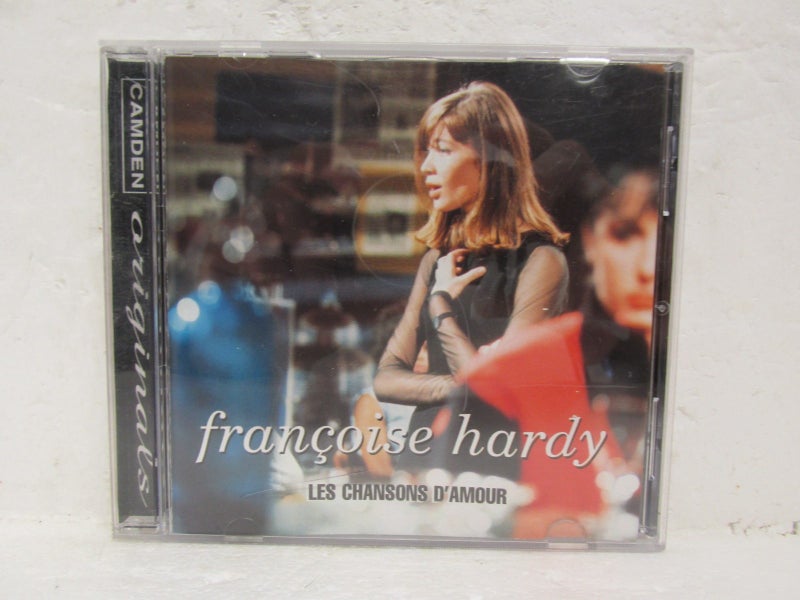 CAMDEN
originals
françoise hardy
LES CHANSONS D'AMOUR